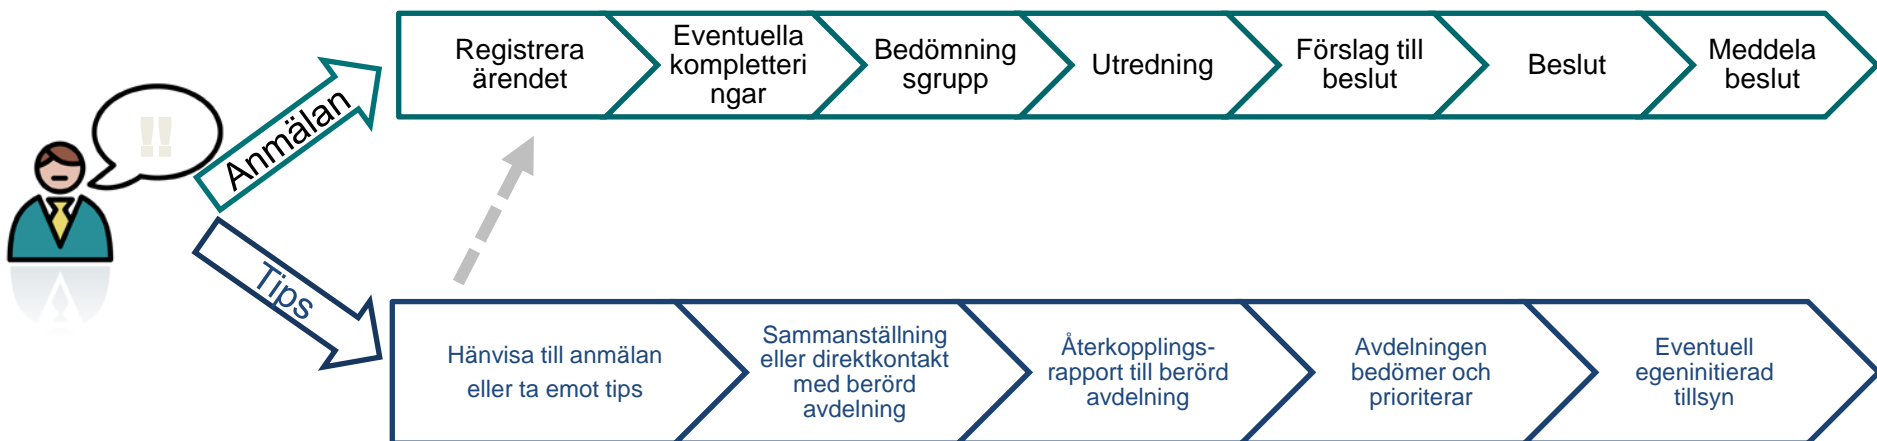 !!
Anmälan
Registrera
ärendet
Eventuella
kompletteri
ngar
Bedömning
sgrupp
Utredning
Förslag till
beslut
Beslut
Meddela
beslut
Tips
Hänvisa till anmälan
eller ta emot tips
Sammanställning
eller direktkontakt
med berörd
avdelning
Återkopplings-
rapport till berörd
avdelning
Avdelningen
bedömer och
prioriterar
Eventuell
egeninitierad
tillsyn